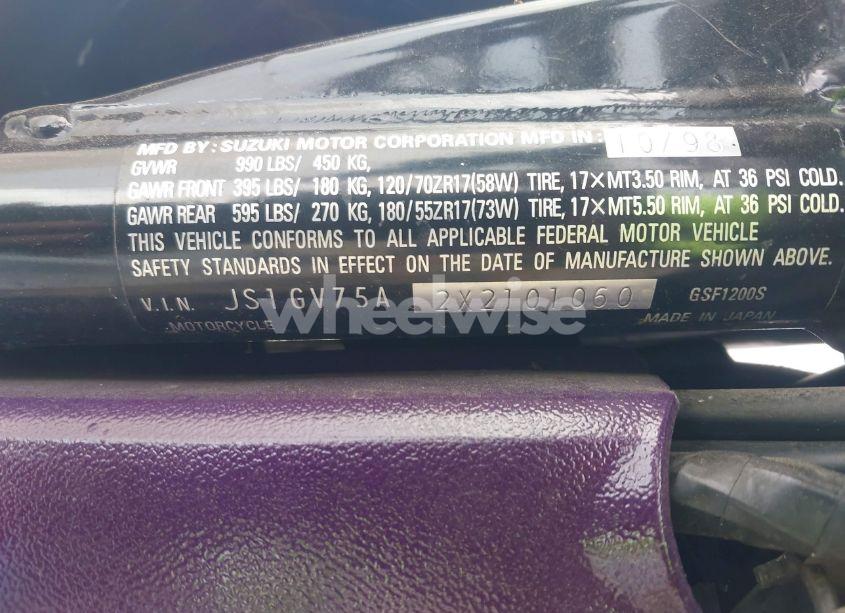 MFD BY: SUZUKI MOTOR CORPORATION MFD IN: 10/98
GVWR 990 LBS/ 450 KG,
GAWR FRONT 395 LBS/ 180 KG, 120/70ZR17(58W) TIRE, 17×MT3.50 RIM, AT 36 PSI COLD.
GAWR REAR 595 LBS/ 270 KG, 180/55ZR17(73W) TIRE, 17×MT5.50 RIM, AT 36 PSI COLD.
THIS VEHICLE CONFORMS TO ALL APPLICABLE FEDERAL MOTOR VEHICLE
SAFETY STANDARDS IN EFFECT ON THE DATE OF MANUFACTURE SHOWN ABOVE.
V.I.N. JS1GV75A 2X2101060 GSF1200S
MOTORCYCLE MADE IN JAPAN
wheelwise